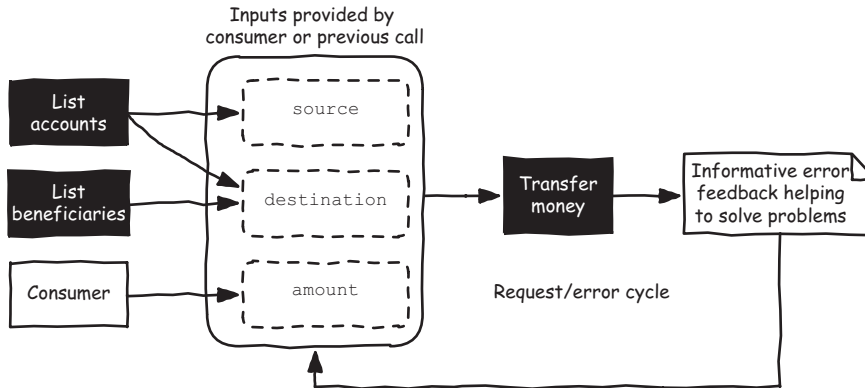 Inputs provided by
consumer or previous call
List
accounts
source
List
beneficiaries
destination
Transfer
money
Informative error
feedback helping
to solve problems
Consumer
amount
Request/error cycle